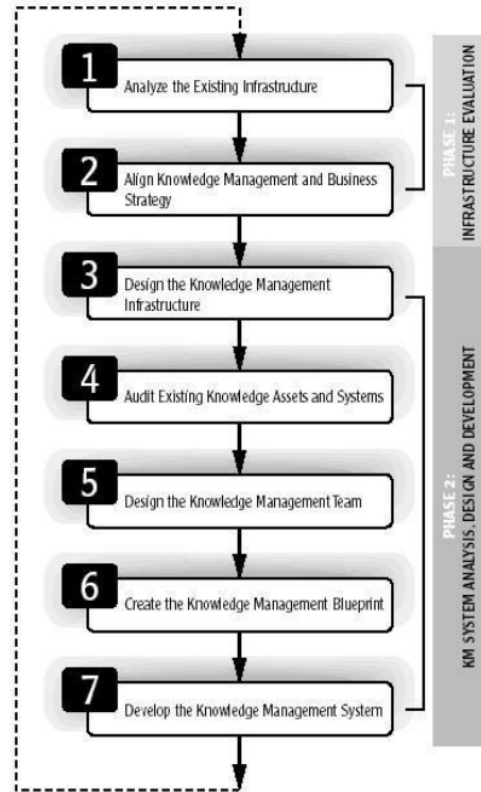 1
Analyze the Existing Infrastructure
2
Align Knowledge Management and Business
Strategy
PHASE 1:
INFRASTRUCTURE EVALUATION
3
Design the Knowledge Management
Infrastructure
4
Audit Existing Knowledge Assets and Systems
5
Design the Knowledge Management Team
6
Create the Knowledge Management Blueprint
7
Develop the Knowledge Management System
PHASE 2:
KM SYSTEM ANALYSIS, DESIGN AND DEVELOPMENT